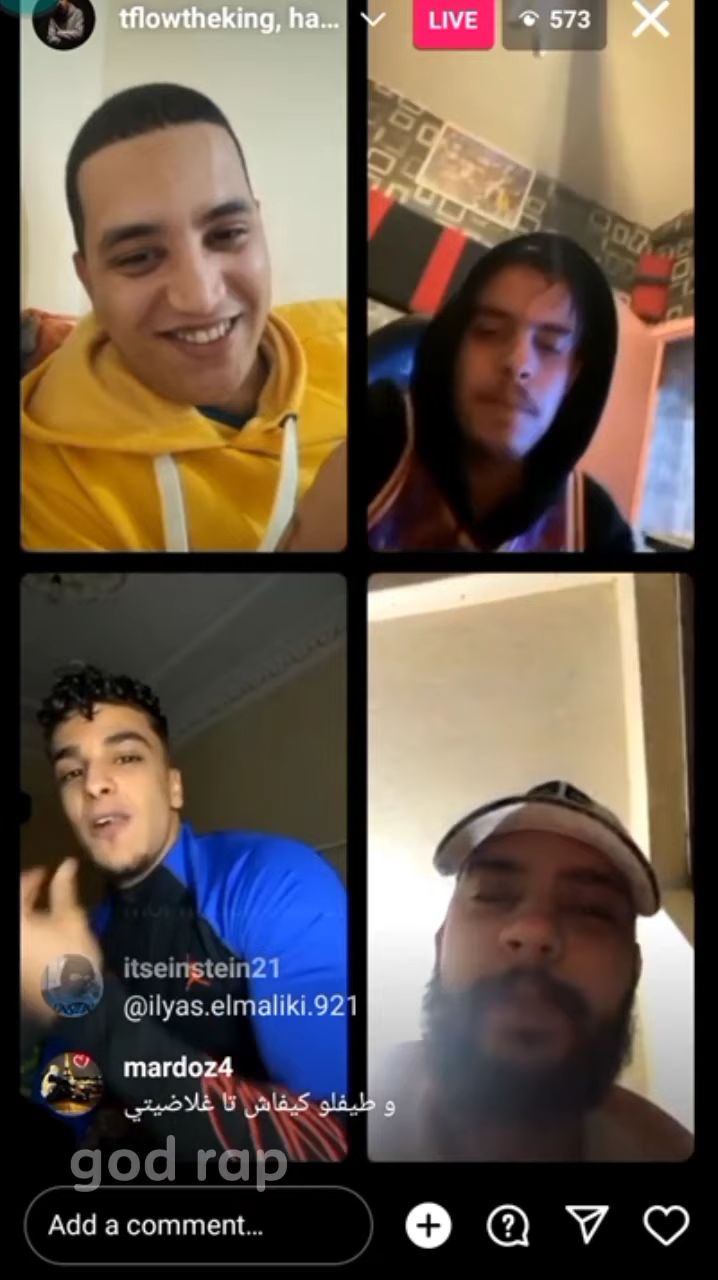 tflowtheking, ha...
LIVE
573
itseinstein21
@ilyas.elmaliki.921
mardoz4
و طيفلو كيفاش تا غلاضيتي
god rap
Add a comment...